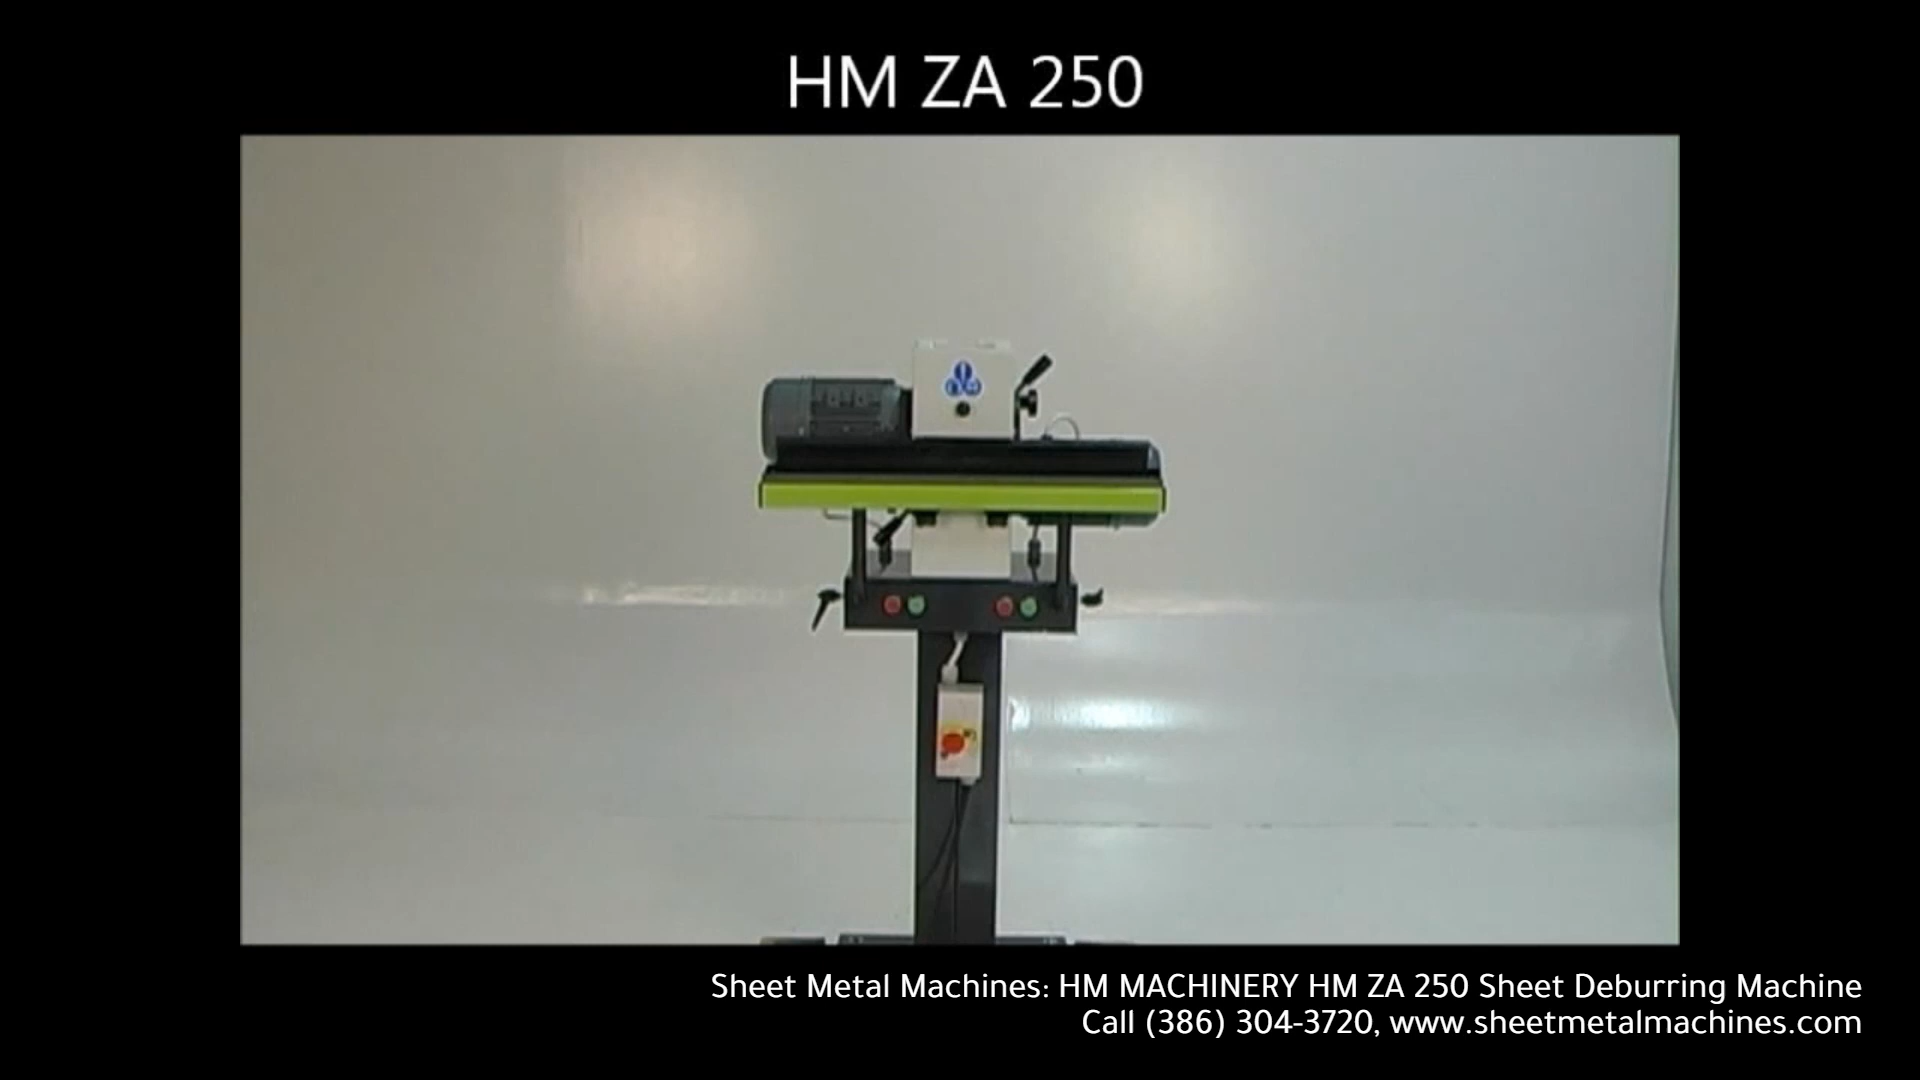 HM ZA 250
Sheet Metal Machines: HM MACHINERY HM ZA 250 Sheet Deburring Machine
Call (386) 304-3720, www.sheetmetalmachines.com